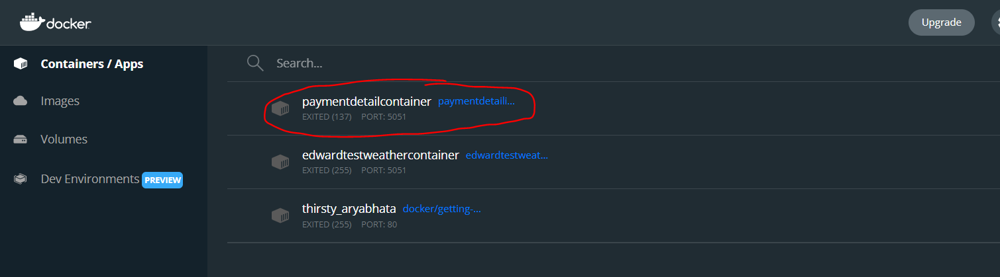 docker
Upgrade
Containers / Apps
Search...
Images
paymentdetailcontainer paymentdetaili...
EXITED (137) PORT: 5051
Volumes
edwardtestweathercontainer edwardtestweat...
EXITED (255) PORT: 5051
Dev Environments PREVIEW
thirsty_aryabhata docker/getting-...
EXITED (255) PORT: 80